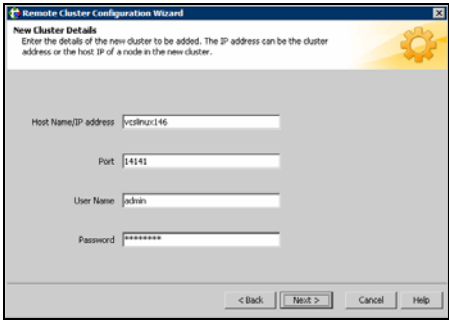 Remote Cluster Configuration Wizard
New Cluster Details
Enter the details of the new cluster to be added. The IP address can be the cluster
address or the host IP of a node in the new cluster.
Host Name/IP address vcslinux146
Port 14141
User Name admin
Password ********
< Back Next > Cancel Help